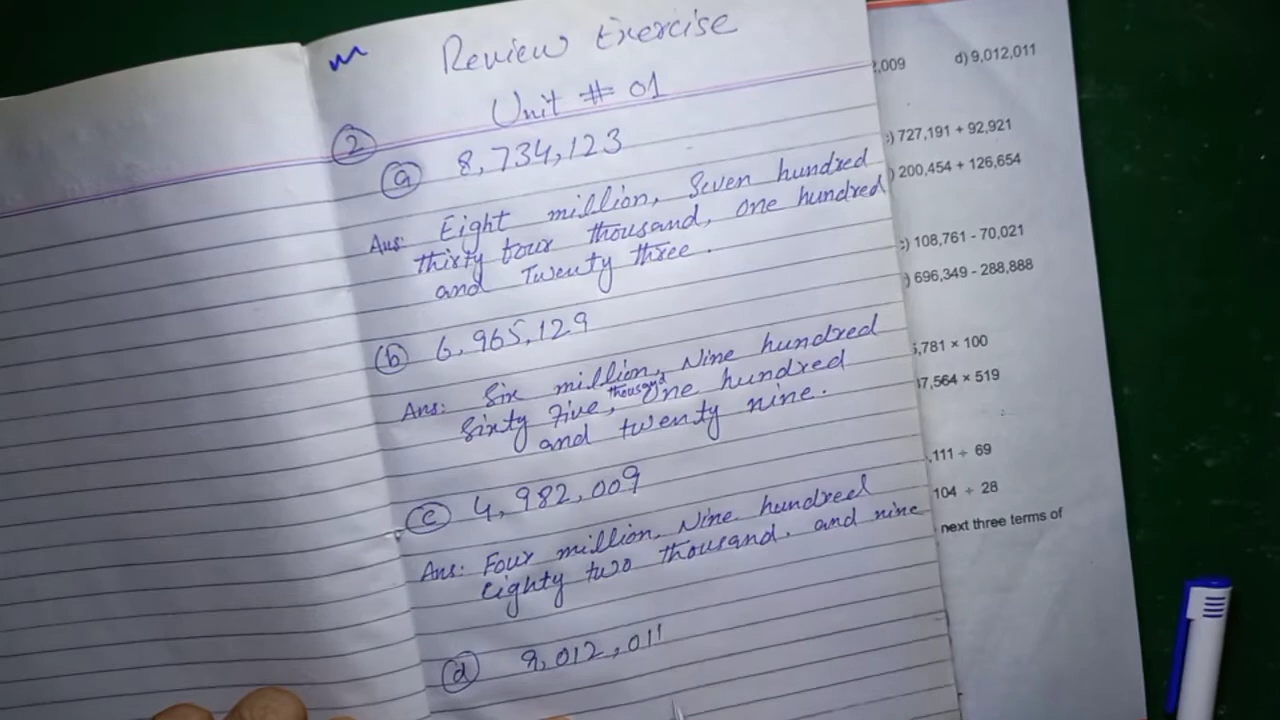 Review Exercise
Unit # 01
2
a 8,734,123
Ans: Eight million, Seven hundred
thirty four thousand, one hundred
and Twenty three.
b 6,965,129
Ans: Six million, Nine hundred
Sixty Five, thousand One hundred
and twenty nine.
c 4,982,009
Ans: Four million, Nine hundred
eighty two thousand. and nine
d 9,012,011
,009 d) 9,012,011
c) 727,191 + 92,921
) 200,454 + 126,654
c) 108,761 - 70,021
) 696,349 - 288,888
,781 × 100
7,564 × 519
,111 ÷ 69
104 ÷ 28
next three terms of